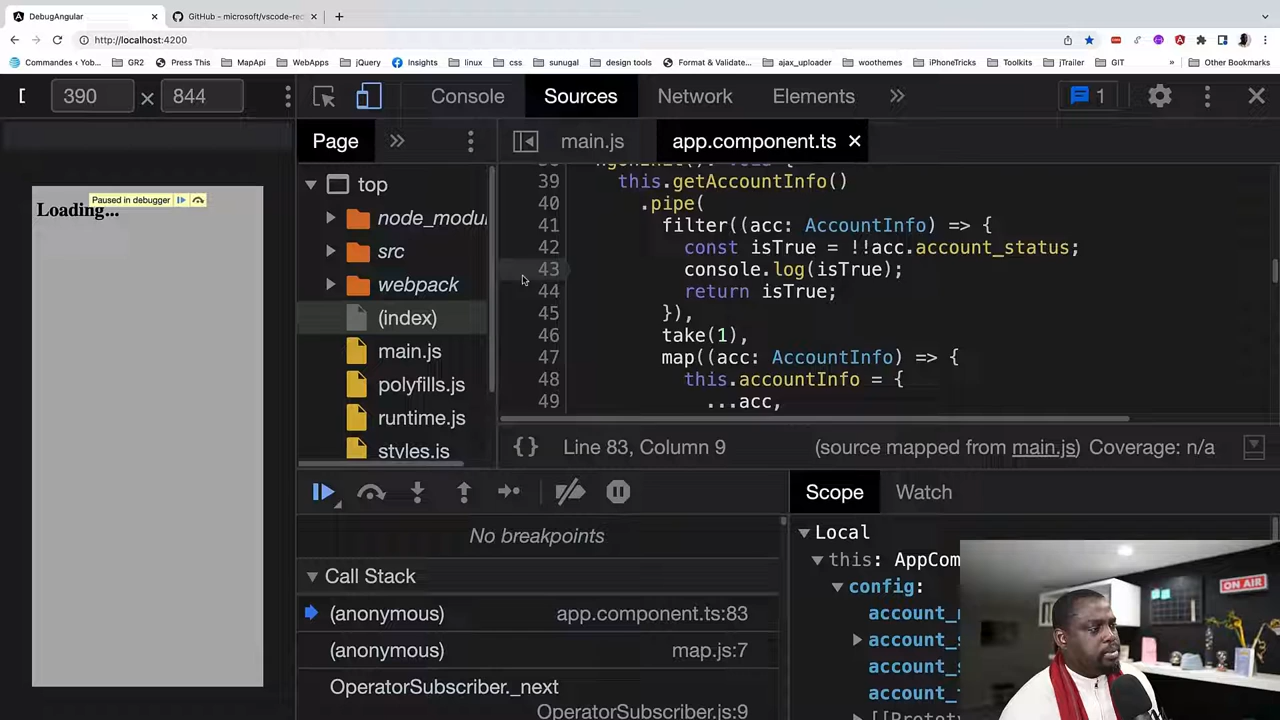 DebugAngular
GitHub - microsoft/vscode-rec
http://localhost:4200
Commandes ‹ Yob... GR2 Press This MapApi WebApps jQuery Insights linux css sunugal design tools Format & Validate... ajax_uploader woothemes iPhoneTricks Toolkits jTrailer GIT » Other Bookmarks
390 × 844
Console Sources Network Elements » 1
Page » main.js app.component.ts
Paused in debugger
Loading...
top
node_modu
src
webpack
(index)
main.js
polyfills.js
runtime.js
styles.js
39 this.getAccountInfo()
40 .pipe(
41 filter((acc: AccountInfo) => {
42 const isTrue = !!acc.account_status;
43 console.log(isTrue);
44 return isTrue;
45 }),
46 take(1),
47 map((acc: AccountInfo) => {
48 this.accountInfo = {
49 ...acc,
{} Line 83, Column 9 (source mapped from main.js) Coverage: n/a
Scope Watch
No breakpoints
Call Stack
(anonymous) app.component.ts:83
(anonymous) map.js:7
OperatorSubscriber._next
OperatorSubscriber.js:9
Local
this: AppCom
config:
account_
account_
account_
account_
[[Proto
ON AIR